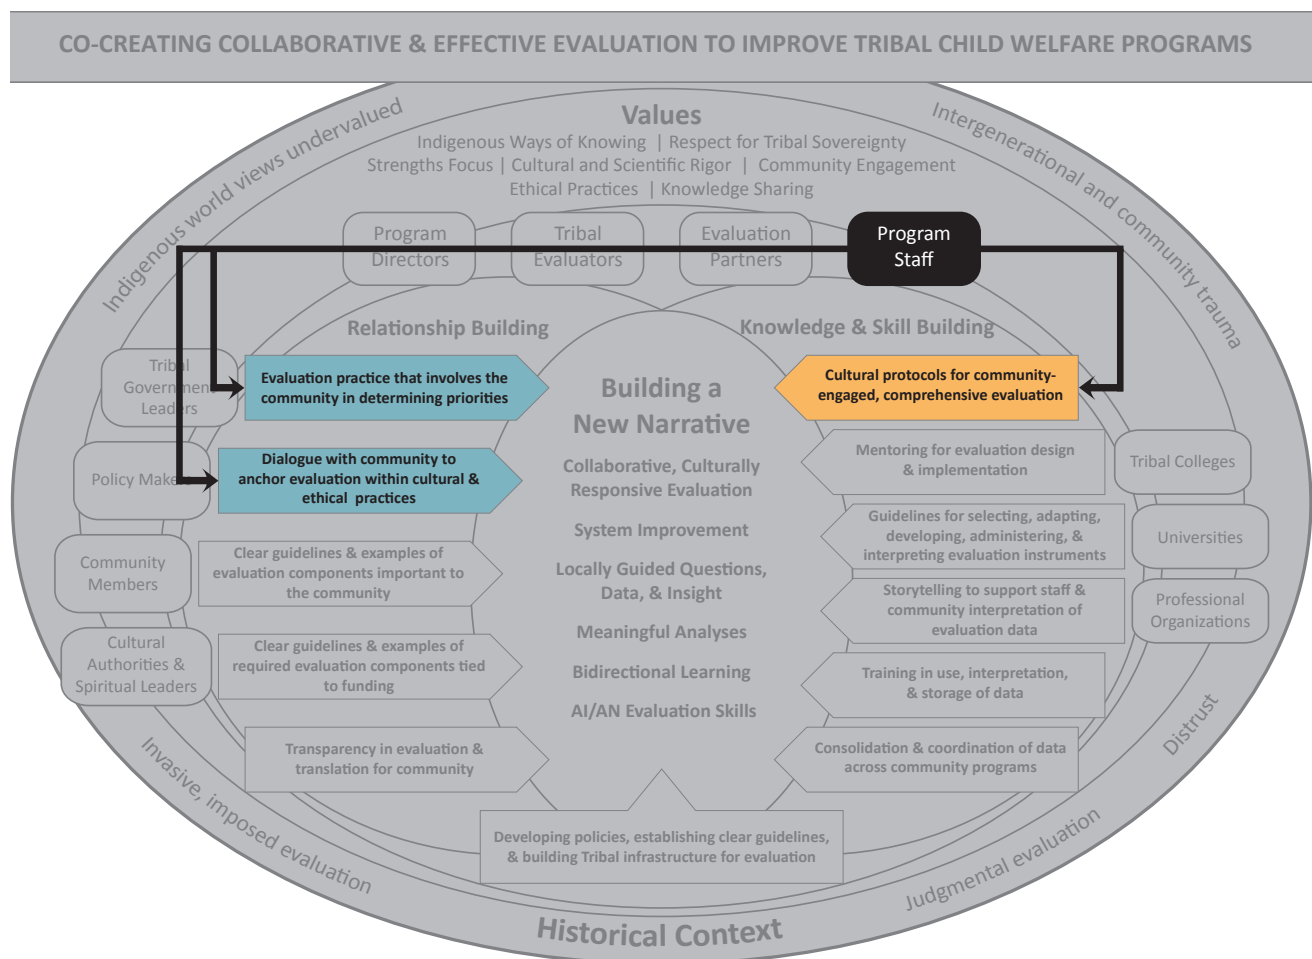 CO-CREATING COLLABORATIVE & EFFECTIVE EVALUATION TO IMPROVE TRIBAL CHILD WELFARE PROGRAMS
Values
Indigenous Ways of Knowing | Respect for Tribal Sovereignty
Strengths Focus | Cultural and Scientific Rigor | Community Engagement
Ethical Practices | Knowledge Sharing
Indigenous world views undervalued
Intergenerational and community trauma
Program
Directors
Tribal
Evaluators
Evaluation
Partners
Program
Staff
Relationship Building
Knowledge & Skill Building
Tribal
Government
Leaders
Policy Makers
Community
Members
Cultural
Authorities &
Spiritual Leaders
Evaluation practice that involves the
community in determining priorities
Dialogue with community to
anchor evaluation within cultural &
ethical practices
Clear guidelines & examples of
evaluation components important to
the community
Clear guidelines & examples of
required evaluation components tied
to funding
Transparency in evaluation &
translation for community
Building a
New Narrative
Collaborative, Culturally
Responsive Evaluation
System Improvement
Locally Guided Questions,
Data, & Insight
Meaningful Analyses
Bidirectional Learning
AI/AN Evaluation Skills
Cultural protocols for community-
engaged, comprehensive evaluation
Mentoring for evaluation design
& implementation
Guidelines for selecting, adapting,
developing, administering, &
interpreting evaluation instruments
Storytelling to support staff &
community interpretation of
evaluation data
Training in use, interpretation,
& storage of data
Consolidation & coordination of data
across community programs
Tribal Colleges
Universities
Professional
Organizations
Developing policies, establishing clear guidelines,
& building Tribal infrastructure for evaluation
Invasive, imposed evaluation
Distrust
Judgmental evaluation
Historical Context